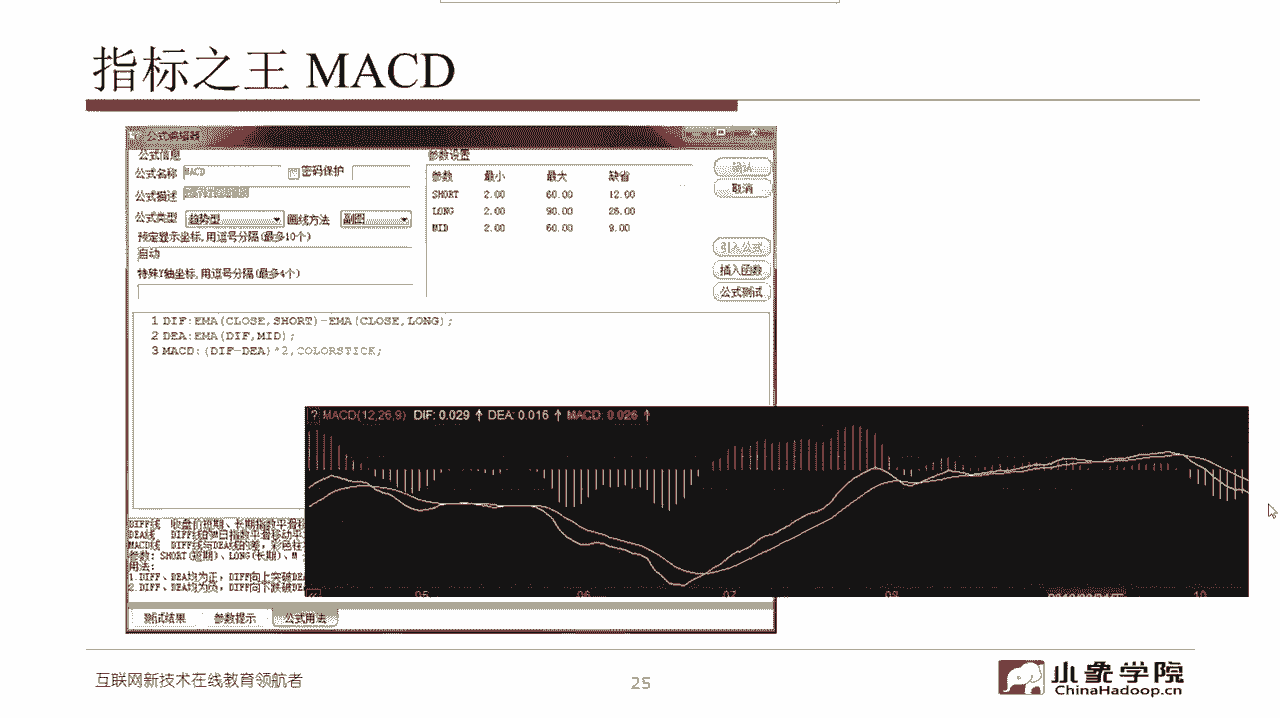 指标之王 MACD
公式编辑器
公式信息
公式名称 MACD 密码保护
公式描述
公式类型 趋势型 画线方法 副图
预定显示坐标,用逗号分隔(最多10个)
自动
特殊Y轴坐标,用逗号分隔(最多4个)
参数设置
参数 最小 最大 缺省
SHORT 2.00 60.00 12.00
LONG 2.00 90.00 26.00
MID 2.00 60.00 9.00
确认
取消
引入公式
插入函数
公式测试
1 DIF:EMA(CLOSE,SHORT)-EMA(CLOSE,LONG);
2 DEA:EMA(DIF,MID);
3 MACD:(DIF-DEA)*2,COLORSTICK;
? MACD(12,26,9) DIF: 0.029 ↑ DEA: 0.016 ↑ MACD: 0.026 ↑
05 06 07 08 10
DIFF线 收盘价短期、长期指数平滑移
DEA线 DIFF线的M日指数平滑移动平
MACD线 DIFF线与DEA线的差，彩色柱
参数：SHORT(短期)、LONG(长期)、M
用法：
1.DIFF、DEA均为正，DIFF向上突破DEA
2.DIFF、DEA均为负，DIFF向下跌破DEA
测试结果 参数提示 公式用法
互联网新技术在线教育领航者
25
小象学院
ChinaHadoop.cn